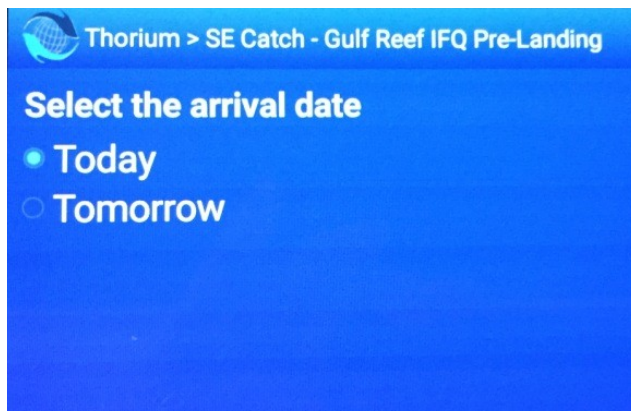 Thorium > SE Catch - Gulf Reef IFQ Pre-Landing
Select the arrival date
Today
Tomorrow